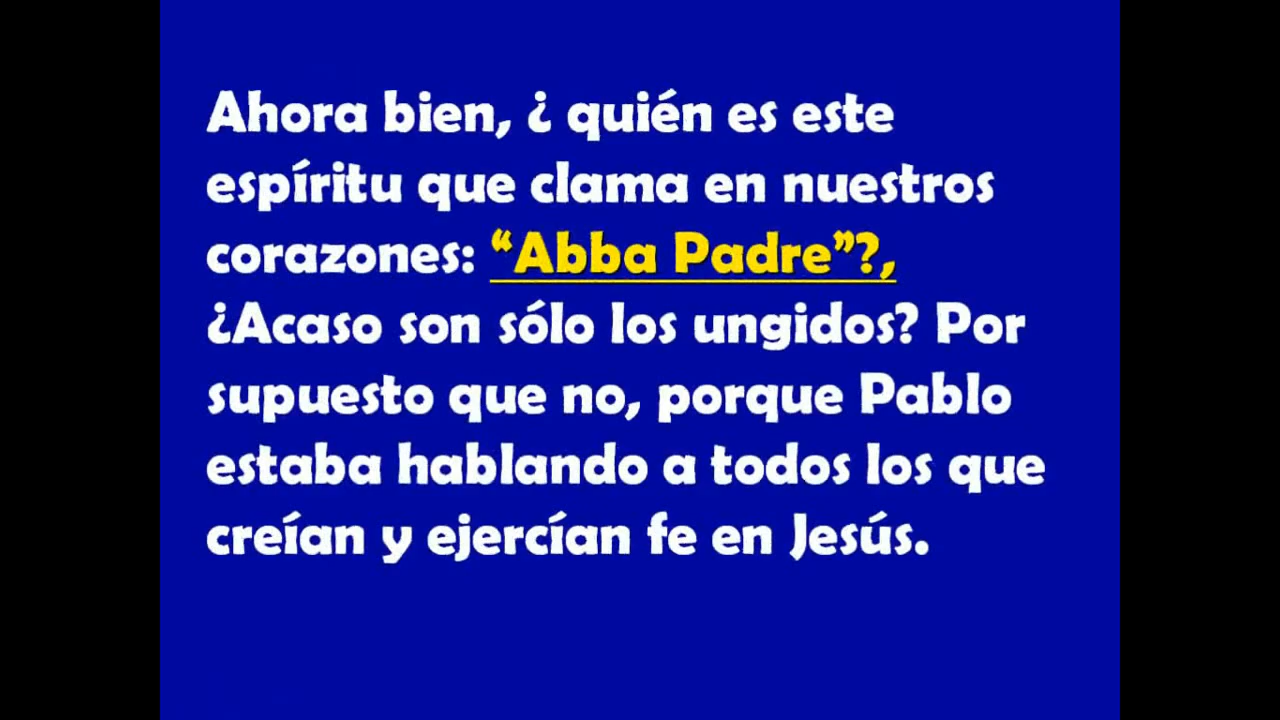 Ahora bien, ¿ quién es este
espíritu que clama en nuestros
corazones: “Abba Padre”?,
¿Acaso son sólo los ungidos? Por
supuesto que no, porque Pablo
estaba hablando a todos los que
creían y ejercían fe en Jesús.